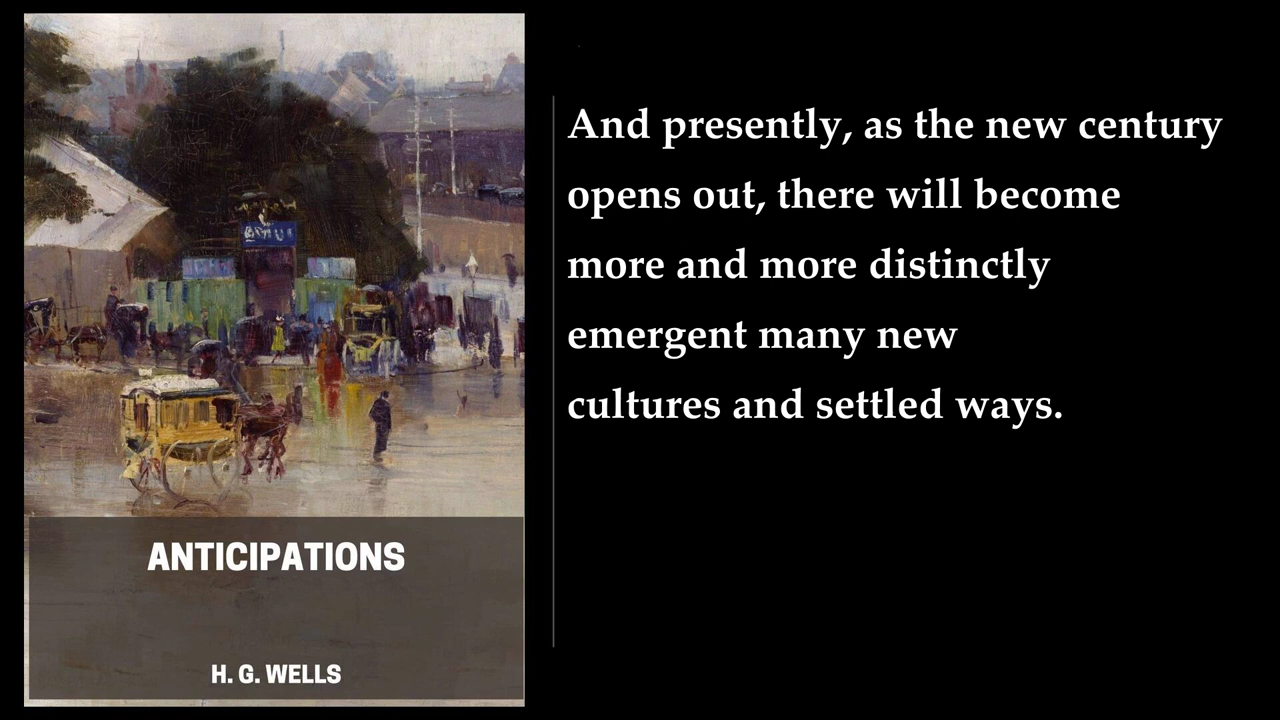 ANTICIPATIONS
H. G. WELLS
And presently, as the new century
opens out, there will become
more and more distinctly
emergent many new
cultures and settled ways.